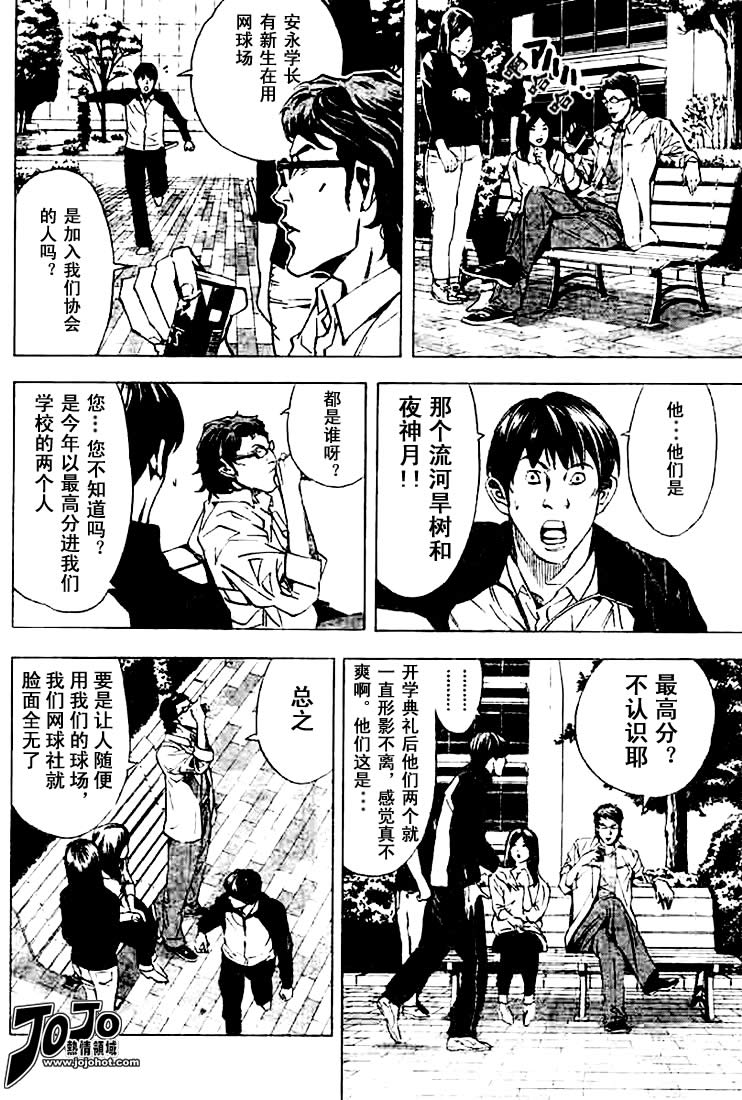 アハハ
安永学长
有新生在用
网球场
是加入我们协会
的人吗？
他…他们是
那个流河旱树和
夜神月!!
都是谁呀？
您…您不知道吗？
是今年以最高分进我们
学校的两个人
最高分？
不认识耶
开学典礼后他们两个就
一直形影不离，感觉真不
爽啊。他们这是…
………
总之
要是让人随便
用我们的球场，
我们网球社就
脸面全无了
JOJO
熱情領域
www.jojohot.com